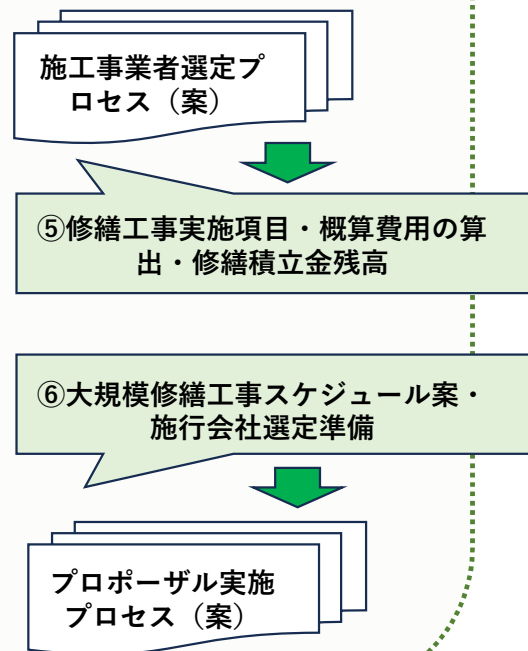 施工事業者選定プ
ロセス（案）
⑤修繕工事実施項目・概算費用の算
出・修繕積立金残高
⑥大規模修繕工事スケジュール案・
施行会社選定準備
プロポーザル実施
プロセス（案）